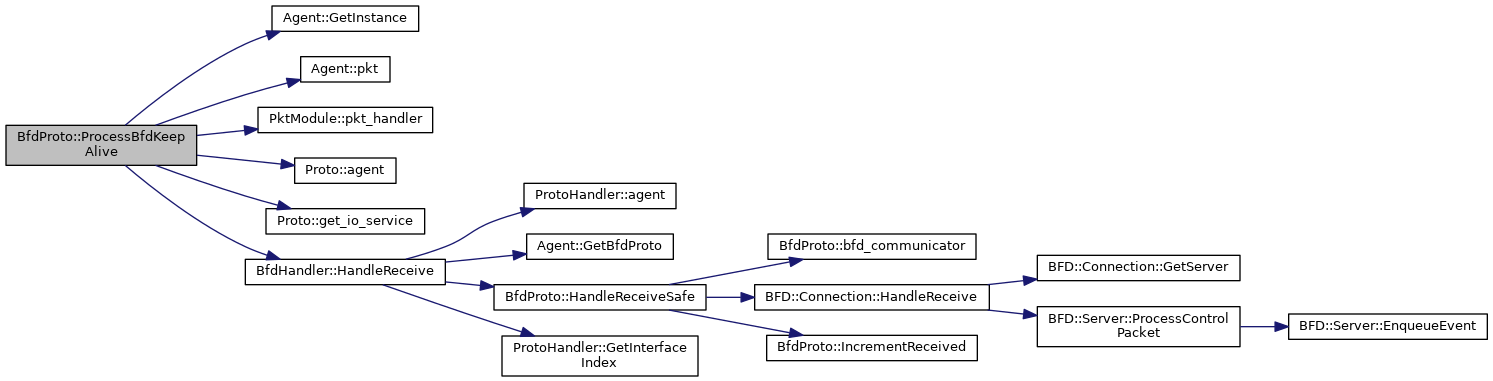 Agent::GetInstance
Agent::pkt
PktModule::pkt_handler
BfdProto::ProcessBfdKeep
Alive
Proto::agent
Proto::get_io_service
BfdHandler::HandleReceive
ProtoHandler::agent
Agent::GetBfdProto
BfdProto::HandleReceiveSafe
ProtoHandler::GetInterface
Index
BfdProto::bfd_communicator
BFD::Connection::HandleReceive
BfdProto::IncrementReceived
BFD::Connection::GetServer
BFD::Server::ProcessControl
Packet
BFD::Server::EnqueueEvent